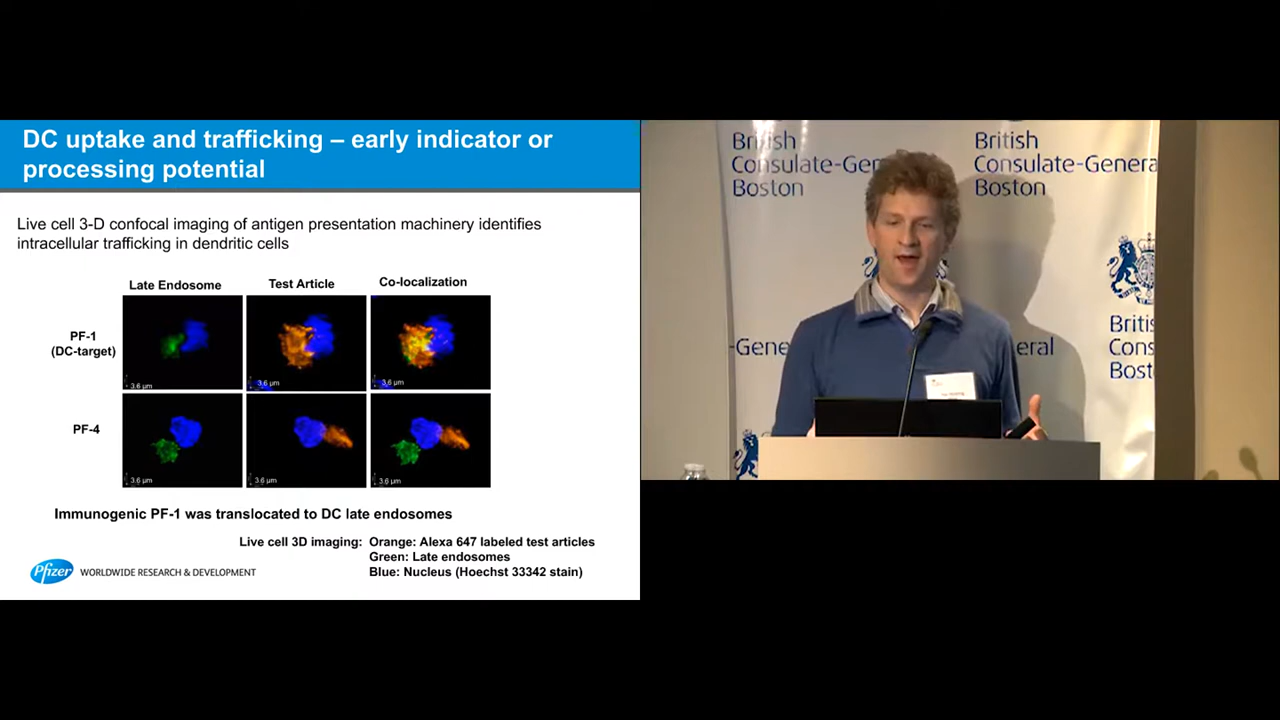 DC uptake and trafficking – early indicator or
processing potential
Live cell 3-D confocal imaging of antigen presentation machinery identifies
intracellular trafficking in dendritic cells
Late Endosome
Test Article
Co-localization
PF-1
(DC-target)
3.6 µm
3.6 µm
3.6 µm
PF-4
3.6 µm
3.6 µm
3.6 µm
Immunogenic PF-1 was translocated to DC late endosomes
Live cell 3D imaging: Orange: Alexa 647 labeled test articles
Green: Late endosomes
Blue: Nucleus (Hoechst 33342 stain)
Pfizer WORLDWIDE RESEARCH & DEVELOPMENT
British
Consulate-Gene
Boston
British
Consulate-Genera
Boston
-Gene
eral
Britis
Cons
Bost